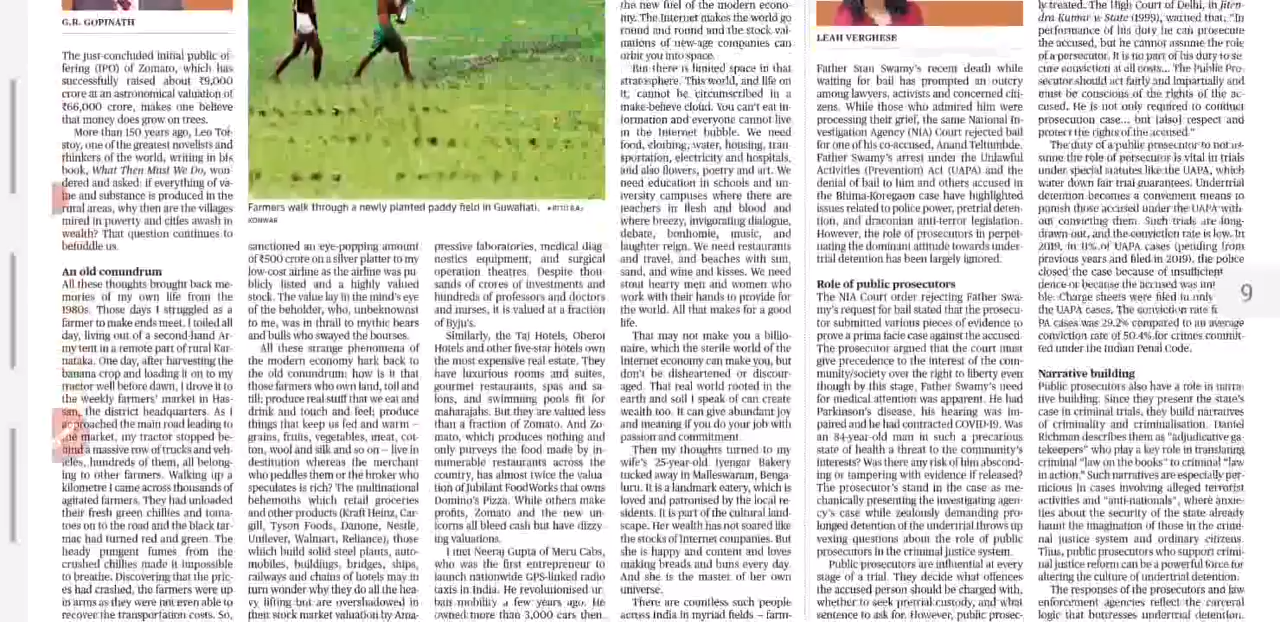 G.R. GOPINATH
The just-concluded initial public of-
fering (IPO) of Zomato, which has
successfully raised about ₹9,000
crore at an astronomical valuation of
₹66,000 crore, makes one believe
that money does grow on trees.
More than 150 years ago, Leo Tol-
stoy, one of the greatest novelists and
thinkers of the world, writing in his
book, What Then Must We Do, won-
dered and asked: if everything of va-
lue and substance is produced in the
rural areas, why then are the villages
mired in poverty and cities awash in
wealth? That question continues to
befuddle us.
An old conundrum
All these thoughts brought back me-
mories of my own life from the
1980s. Those days I struggled as a
farmer to make ends meet. I toiled all
day, living out of a second-hand Ar-
my tent in a remote part of rural Kar-
nataka. One day, after harvesting the
banana crop and loading it on to my
tractor well before dawn, I drove it to
the weekly farmers' market in Has-
san, the district headquarters. As I
approached the main road leading to
the market, my tractor stopped be-
hind a massive row of trucks and veh-
icles, hundreds of them, all belong-
ing to other farmers. Walking up a
kilometre I came across thousands of
agitated farmers. They had unloaded
their fresh green chillies and toma-
toes on to the road and the black tar-
mac had turned red and green. The
heady pungent fumes from the
crushed chillies made it impossible
to breathe. Discovering that the pric-
es had crashed, the farmers were up
in arms as they were not even able to
recover the transportation costs. So,
Farmers walk through a newly planted paddy field in Guwahati.
sanctioned an eye-popping amount
of ₹500 crore on a silver platter to my
low-cost airline as the airline was pu-
blicly listed and a highly valued
stock. The value lay in the mind's eye
of the beholder, who, unbeknownst
to me, was in thrall to mythic bears
and bulls who swayed the bourses.
All these strange phenomena of
the modern economy hark back to
the old conundrum: how is it that
those farmers who own land, toil and
till; produce real stuff that we eat and
drink and touch and feel; produce
things that keep us fed and warm –
grains, fruits, vegetables, meat, cot-
ton, wool and silk and so on – live in
destitution whereas the merchant
who peddles them or the broker who
speculates is rich? The multinational
behemoths which retail groceries
and other products (Kraft Heinz, Car-
gill, Tyson Foods, Danone, Nestle,
Unilever, Walmart, Reliance), those
which build solid steel plants, auto-
mobiles, buildings, bridges, ships,
railways and chains of hotels may in
turn wonder why they do all the hea-
vy lifting but are overshadowed in
their stock market valuation by Ama-
pressive laboratories, medical diag-
nostics equipment, and surgical
operation theatres. Despite thou-
sands of crores of investments and
hundreds of professors and doctors
and nurses, it is valued at a fraction
of Byju's.
Similarly, the Taj Hotels, Oberoi
Hotels and other five-star hotels own
the most expensive real estate. They
have luxurious rooms and suites,
gourmet restaurants, spas and sa-
lons, and swimming pools fit for
maharajahs. But they are valued less
than a fraction of Zomato. And Zo-
mato, which produces nothing and
only purveys the food made by in-
numerable restaurants across the
country, has almost twice the valua-
tion of Jubilant FoodWorks that owns
Domino's Pizza. While others make
profits, Zomato and the new un-
icorns all bleed cash but have dizzy-
ing valuations.
I met Neeraj Gupta of Meru Cabs,
who was the first entrepreneur to
launch nationwide GPS-linked radio
taxis in India. He revolutionised ur-
ban mobility a few years ago. He
owned more than 3,000 cars then
the new fuel of the modern econo-
my. The Internet makes the world go
round and round and the stock val-
uations of new-age companies can
orbit you into space.
But there is limited space in that
stratosphere. This world, and life on
it, cannot be circumscribed in a
make-believe cloud. You can't eat in-
formation and everyone cannot live
in the Internet bubble. We need
food, clothing, water, housing, tran-
sportation, electricity and hospitals,
and also flowers, poetry and art. We
need education in schools and un-
iversity campuses where there are
teachers in flesh and blood and
where breezy, invigorating dialogue,
debate, bonhomie, music, and
laughter reign. We need restaurants
and travel, and beaches with sun,
sand, and wine and kisses. We need
stout hearty men and women who
work with their hands to provide for
the world. All that makes for a good
life.
That may not make you a billio-
naire, which the sterile world of the
Internet economy can make you, but
don't be disheartened or discour-
aged. That real world rooted in the
earth and soil I speak of can create
wealth too. It can give abundant joy
and meaning if you do your job with
passion and commitment.
Then my thoughts turned to my
wife's 25-year-old Iyengar Bakery
tucked away in Malleswaram, Benga-
luru. It is a landmark eatery, which is
loved and patronised by the local re-
sidents. It is part of the cultural land-
scape. Her wealth has not soared like
the stocks of Internet companies. But
she is happy and content and loves
making breads and buns every day.
And she is the master of her own
universe.
There are countless such people
across India in myriad fields – farm-
LEAH VERGHESE
Father Stan Swamy's recent death while
waiting for bail has prompted an outcry
among lawyers, activists and concerned citi-
zens. While those who admired him were
processing their grief, the same National In-
vestigation Agency (NIA) Court rejected bail
for one of his co-accused, Anand Teltumbde.
Father Swamy's arrest under the Unlawful
Activities (Prevention) Act (UAPA) and the
denial of bail to him and others accused in
the Bhima-Koregaon case have highlighted
issues related to police power, pretrial deten-
tion, and draconian anti-terror legislation.
However, the role of prosecutors in perpet-
uating the dominant attitude towards under-
trial detention has been largely ignored.
Role of public prosecutors
The NIA Court order rejecting Father Swa-
my's request for bail stated that the prosecu-
tor submitted various pieces of evidence to
prove a prima facie case against the accused.
The prosecutor argued that the court must
give precedence to the interest of the com-
munity/society over the right to liberty even
though by this stage, Father Swamy's need
for medical attention was apparent. He had
Parkinson's disease, his hearing was im-
paired and he had contracted COVID-19. Was
an 84-year-old man in such a precarious
state of health a threat to the community's
interests? Was there any risk of him abscond-
ing or tampering with evidence if released?
The prosecutor's stand in the case as me-
chanically presenting the investigating agen-
cy's case while zealously demanding pro-
longed detention of the undertrial throws up
vexing questions about the role of public
prosecutors in the criminal justice system.
Public prosecutors are influential at every
stage of a trial. They decide what offences
the accused person should be charged with,
whether to seek pretrial custody, and what
sentence to ask for. However, public prosec-
ly treated. The High Court of Delhi, in Jiten-
dra Kumar v. State (1999), warned that: "In
performance of his duty he can prosecute
the accused, but he cannot assume the role
of a persecutor. It is no part of his duty to se-
cure conviction at all costs... The Public Pro-
secutor should act fairly and impartially and
must be conscious of the rights of the ac-
cused. He is not only required to conduct
prosecution case... but [also] respect and
protect the rights of the accused."
The duty of a public prosecutor to not as-
sume the role of persecutor is vital in trials
under special statutes like the UAPA, which
water down fair trial guarantees. Undertrial
detention becomes a convenient means to
punish those accused under the UAPA with-
out convicting them. Such trials are long-
drawn out, and the conviction rate is low. In
2019, in 11% of UAPA cases (pending from
previous years and filed in 2019), the police
closed the case because of insufficient
dence or because the accused was unt
ble. Charge sheets were filed in only
the UAPA cases. The conviction rate f
PA cases was 29.2% compared to an average
conviction rate of 50.4% for crimes commit-
ted under the Indian Penal Code.
Narrative building
Public prosecutors also have a role in narra-
tive building. Since they present the state's
case in criminal trials, they build narratives
of criminality and criminalisation. Daniel
Richman describes them as "adjudicative ga-
tekeepers" who play a key role in translating
criminal "law on the books" to criminal "law
in action." Such narratives are especially per-
nicious in cases involving alleged terrorist
activities and "anti-nationals", where anxie-
ties about the security of the state already
haunt the imagination of those in the crimi-
nal justice system and ordinary citizens.
Thus, public prosecutors who support crimi-
nal justice reform can be a powerful force for
altering the culture of undertrial detention.
The responses of the prosecutors and law
enforcement agencies reflect the carceral
logic that buttresses undertrial detention.
9